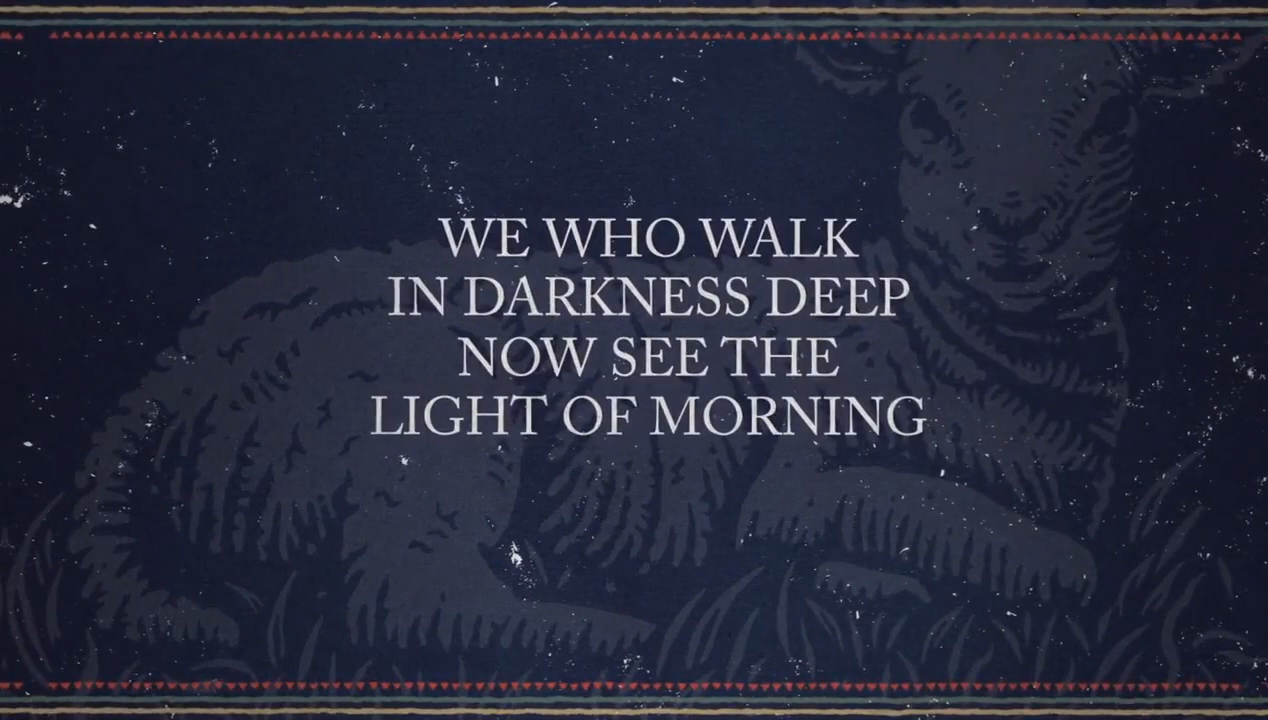 WE WHO WALK
IN DARKNESS DEEP
NOW SEE THE
LIGHT OF MORNING